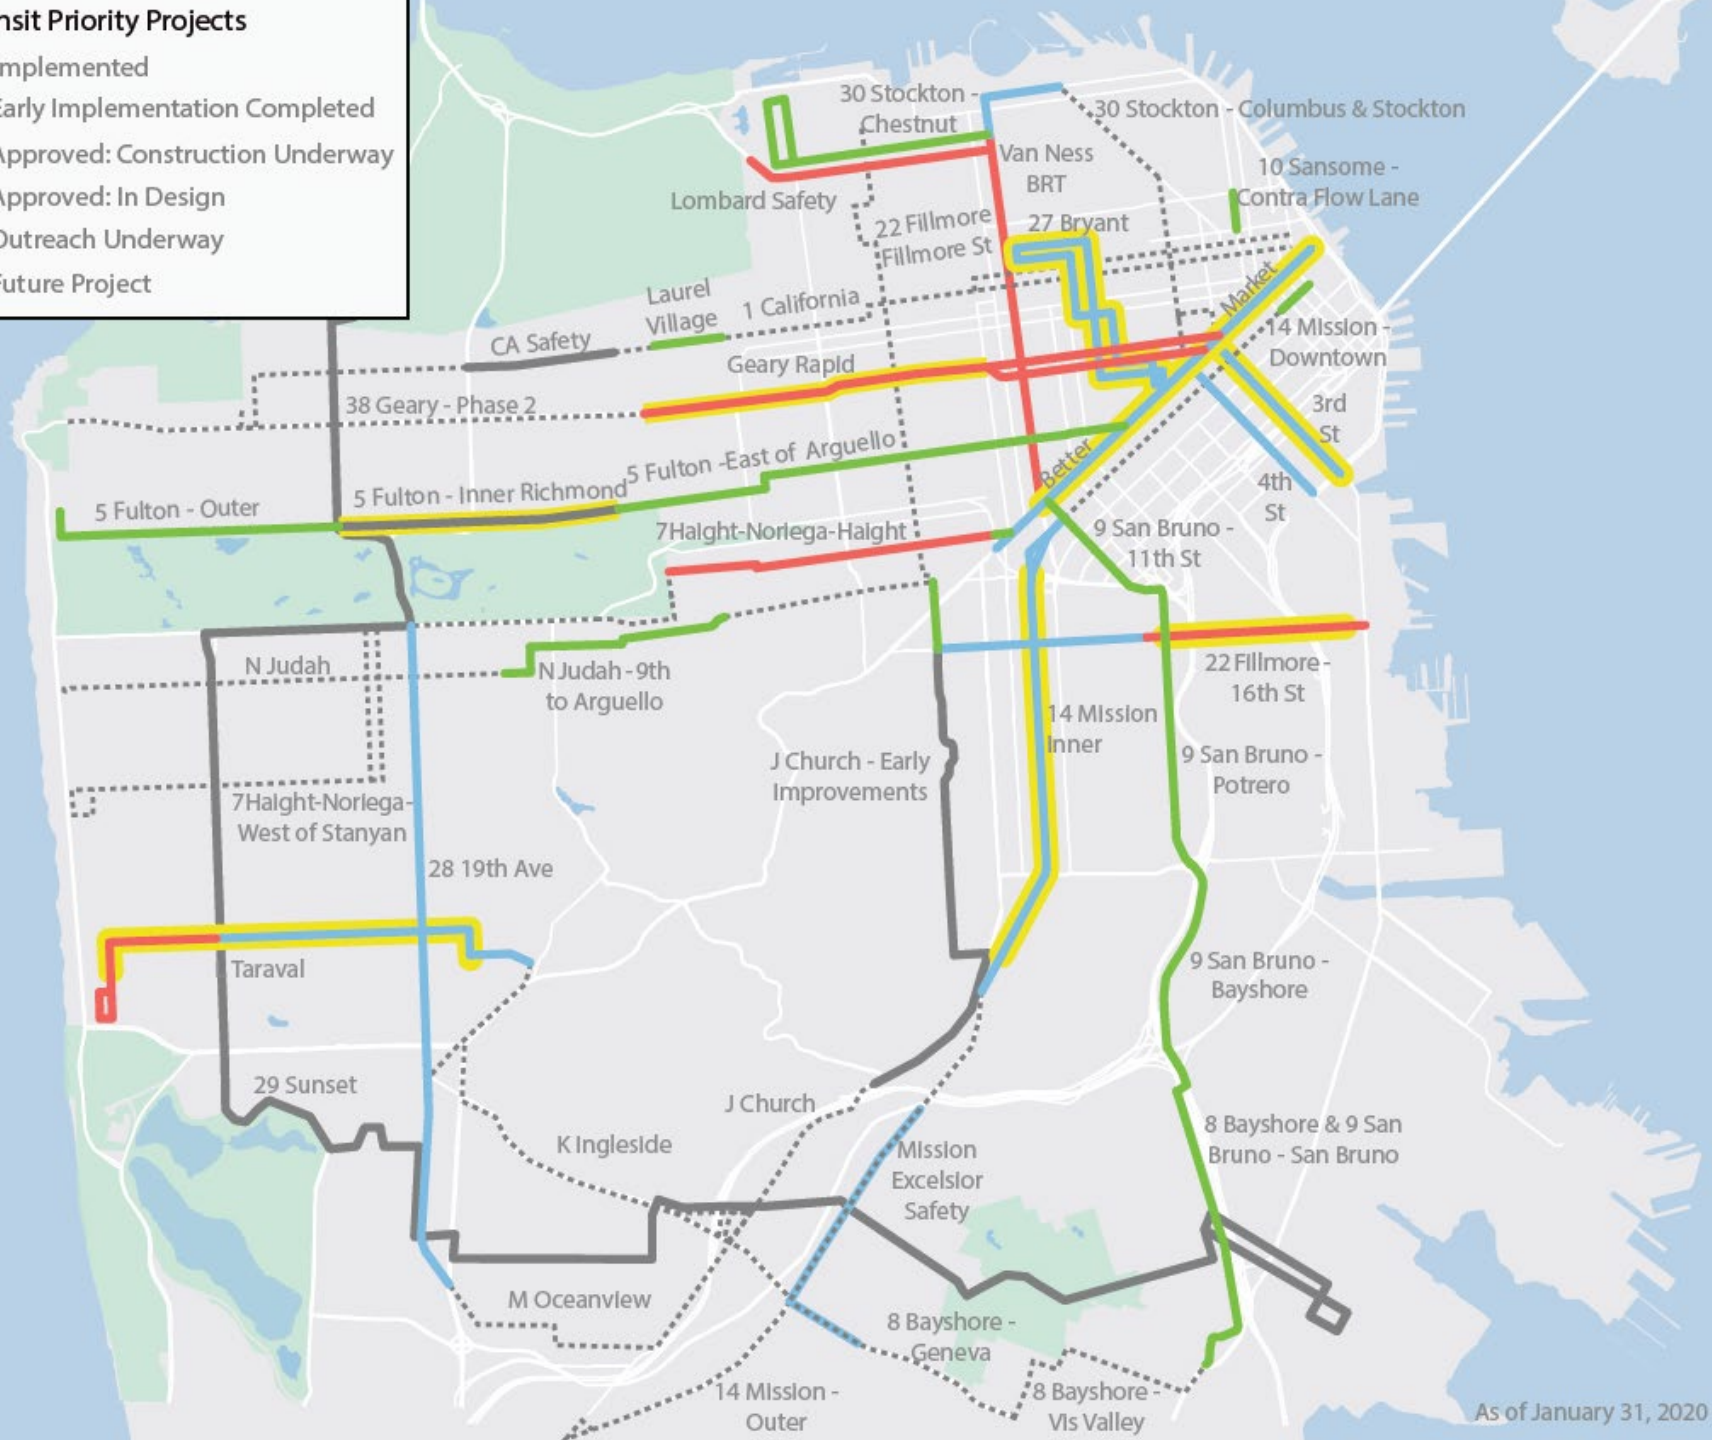 nsit Priority Projects
Implemented
Early Implementation Completed
Approved: Construction Underway
Approved: In Design
Outreach Underway
Future Project
30 Stockton -
Chestnut
30 Stockton - Columbus & Stockton
Van Ness
BRT
10 Sansome -
Contra Flow Lane
Lombard Safety
22 Fillmore
Fillmore St
27 Bryant
Laurel
Village
1 California
Market
CA Safety
14 Mission -
Downtown
Geary Rapid
38 Geary - Phase 2
3rd
St
5 Fulton -East of Arguello
Better
4th
St
5 Fulton - Inner Richmond
5 Fulton - Outer
7Haight-Noriega-Haight
9 San Bruno -
11th St
N Judah
N Judah - 9th
to Arguello
22 Fillmore-
16th St
14 Mission
Inner
J Church - Early
Improvements
9 San Bruno -
Potrero
7Haight-Noriega-
West of Stanyan
28 19th Ave
Taraval
9 San Bruno -
Bayshore
29 Sunset
J Church
K Ingleside
Mission
Excelsior
Safety
8 Bayshore & 9 San
Bruno - San Bruno
M Oceanview
8 Bayshore -
Geneva
14 Mission -
Outer
8 Bayshore -
Vis Valley
As of January 31, 2020